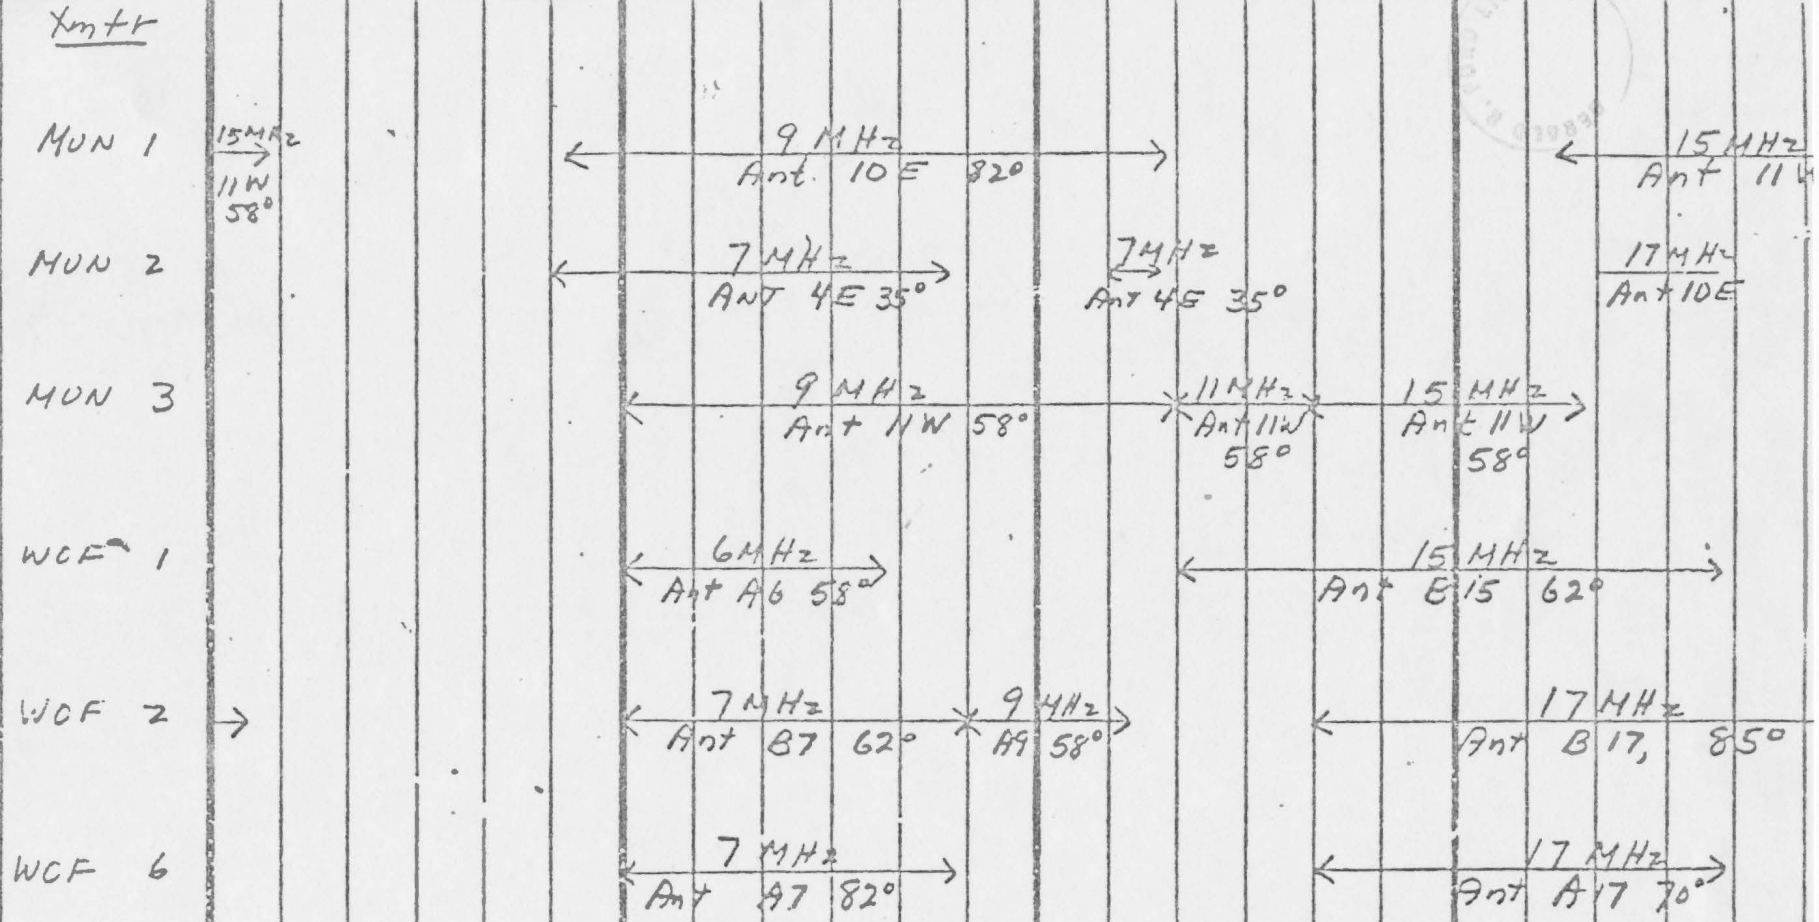 Xmtr
MUN 1
15MHz
11W
58°
9 MHz
Ant. 10E 82°
15 MHz
Ant 11W
MUN 2
7 MHz
ANT 4E 35°
7MHz
Ant 4E 35°
17MHz
Ant 10E
MUN 3
9 MHz
Ant 11W 58°
11MHz
Ant 11W
58°
15 MHz
Ant 11W
58°
WCF 1
6MHz
Ant A6 58°
15 MHz
Ant E15 62°
WCF 2
7MHz
Ant B7 62°
9 MHz
A9 58°
17 MHz
Ant B17, 85°
WCF 6
7 MHz
Ant A7 82°
17 MHz
Ant A17 70°